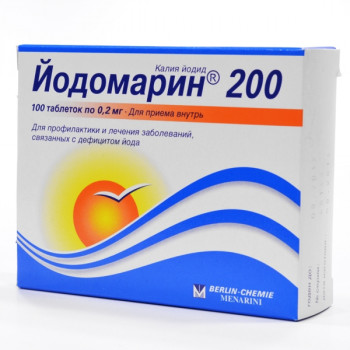 Калия йодид
Йодомарин® 200
100 таблеток по 0,2 мг · Для приема внутрь
Для профилактики и лечения заболеваний,
связанных с дефицитом йода
BERLIN-CHEMIE
MENARINI